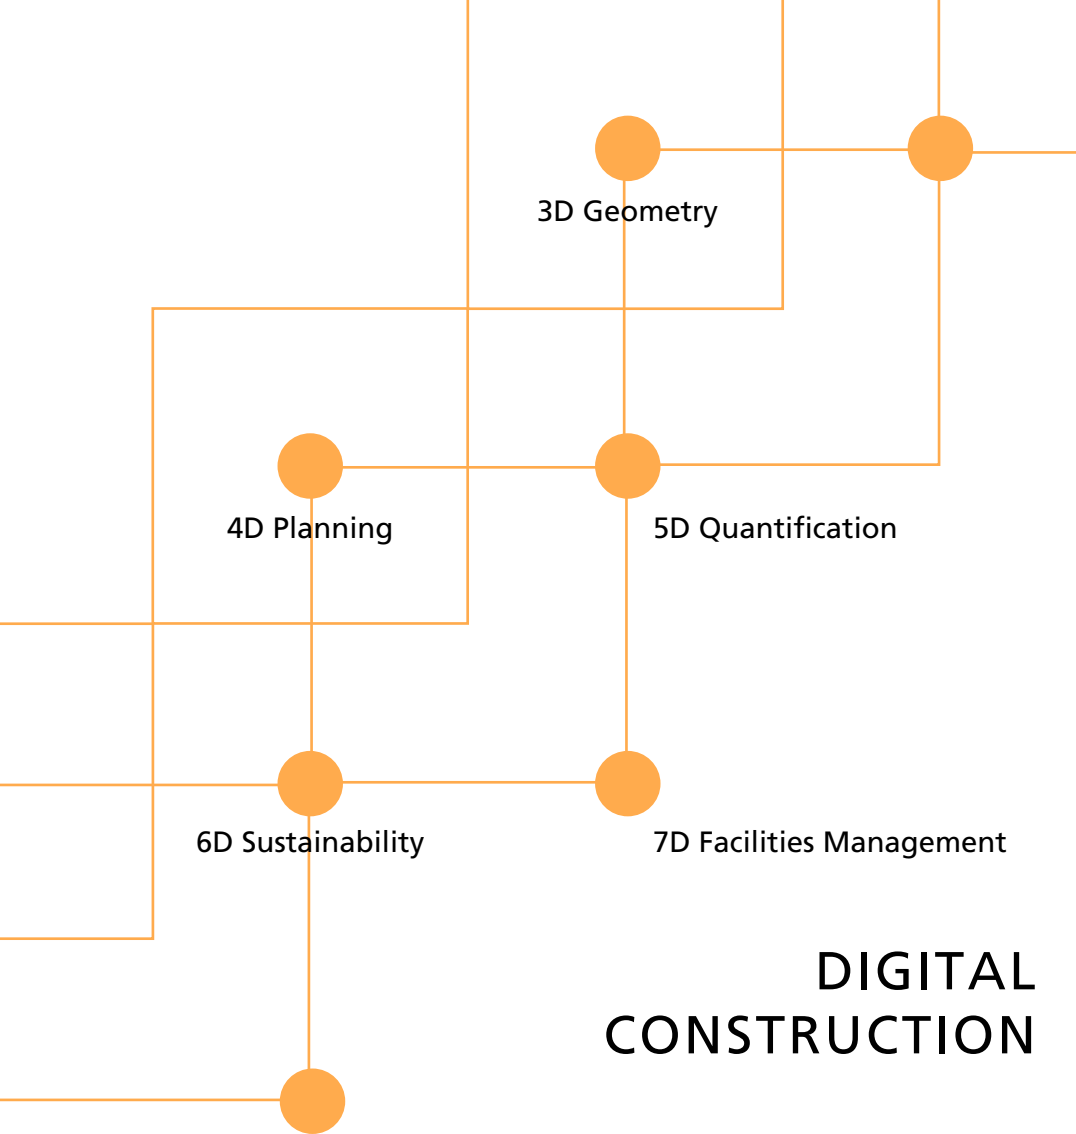 3D Geometry
4D Planning
5D Quantification
6D Sustainability
7D Facilities Management
DIGITAL
CONSTRUCTION